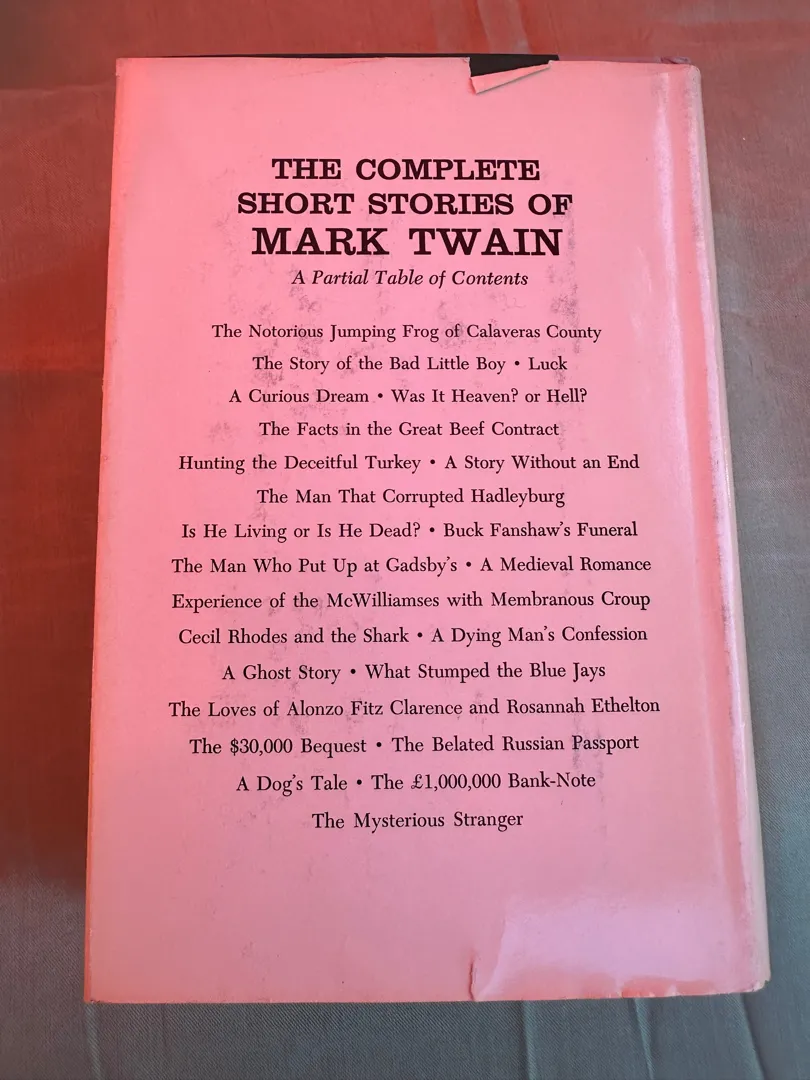 THE COMPLETE
SHORT STORIES OF
MARK TWAIN
A Partial Table of Contents
The Notorious Jumping Frog of Calaveras County
The Story of the Bad Little Boy • Luck
A Curious Dream • Was It Heaven? or Hell?
The Facts in the Great Beef Contract
Hunting the Deceitful Turkey • A Story Without an End
The Man That Corrupted Hadleyburg
Is He Living or Is He Dead? • Buck Fanshaw's Funeral
The Man Who Put Up at Gadsby's • A Medieval Romance
Experience of the McWilliamses with Membranous Croup
Cecil Rhodes and the Shark • A Dying Man's Confession
A Ghost Story • What Stumped the Blue Jays
The Loves of Alonzo Fitz Clarence and Rosannah Ethelton
The $30,000 Bequest • The Belated Russian Passport
A Dog's Tale • The £1,000,000 Bank-Note
The Mysterious Stranger